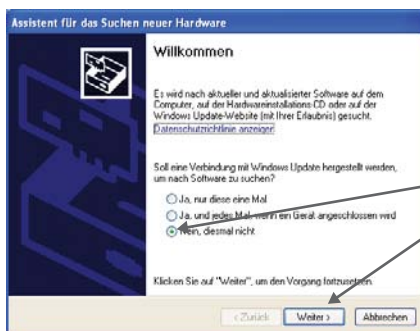 Assistent für das Suchen neuer Hardware
Willkommen
Es wird nach aktueller und aktualisierter Software auf dem
Computer, auf der Hardwareinstallations-CD oder auf der
Windows Update-Website (mit Ihrer Erlaubnis) gesucht.
Datenschutzrichtlinie anzeigen
Soll eine Verbindung mit Windows Update hergestellt werden,
um nach Software zu suchen?
Ja, nur diese eine Mal
Ja, und jedes Mal, wenn ein Gerät angeschlossen wird
Nein, diesmal nicht
Klicken Sie auf "Weiter", um den Vorgang fortzusetzen.
< Zurück Weiter > Abbrechen